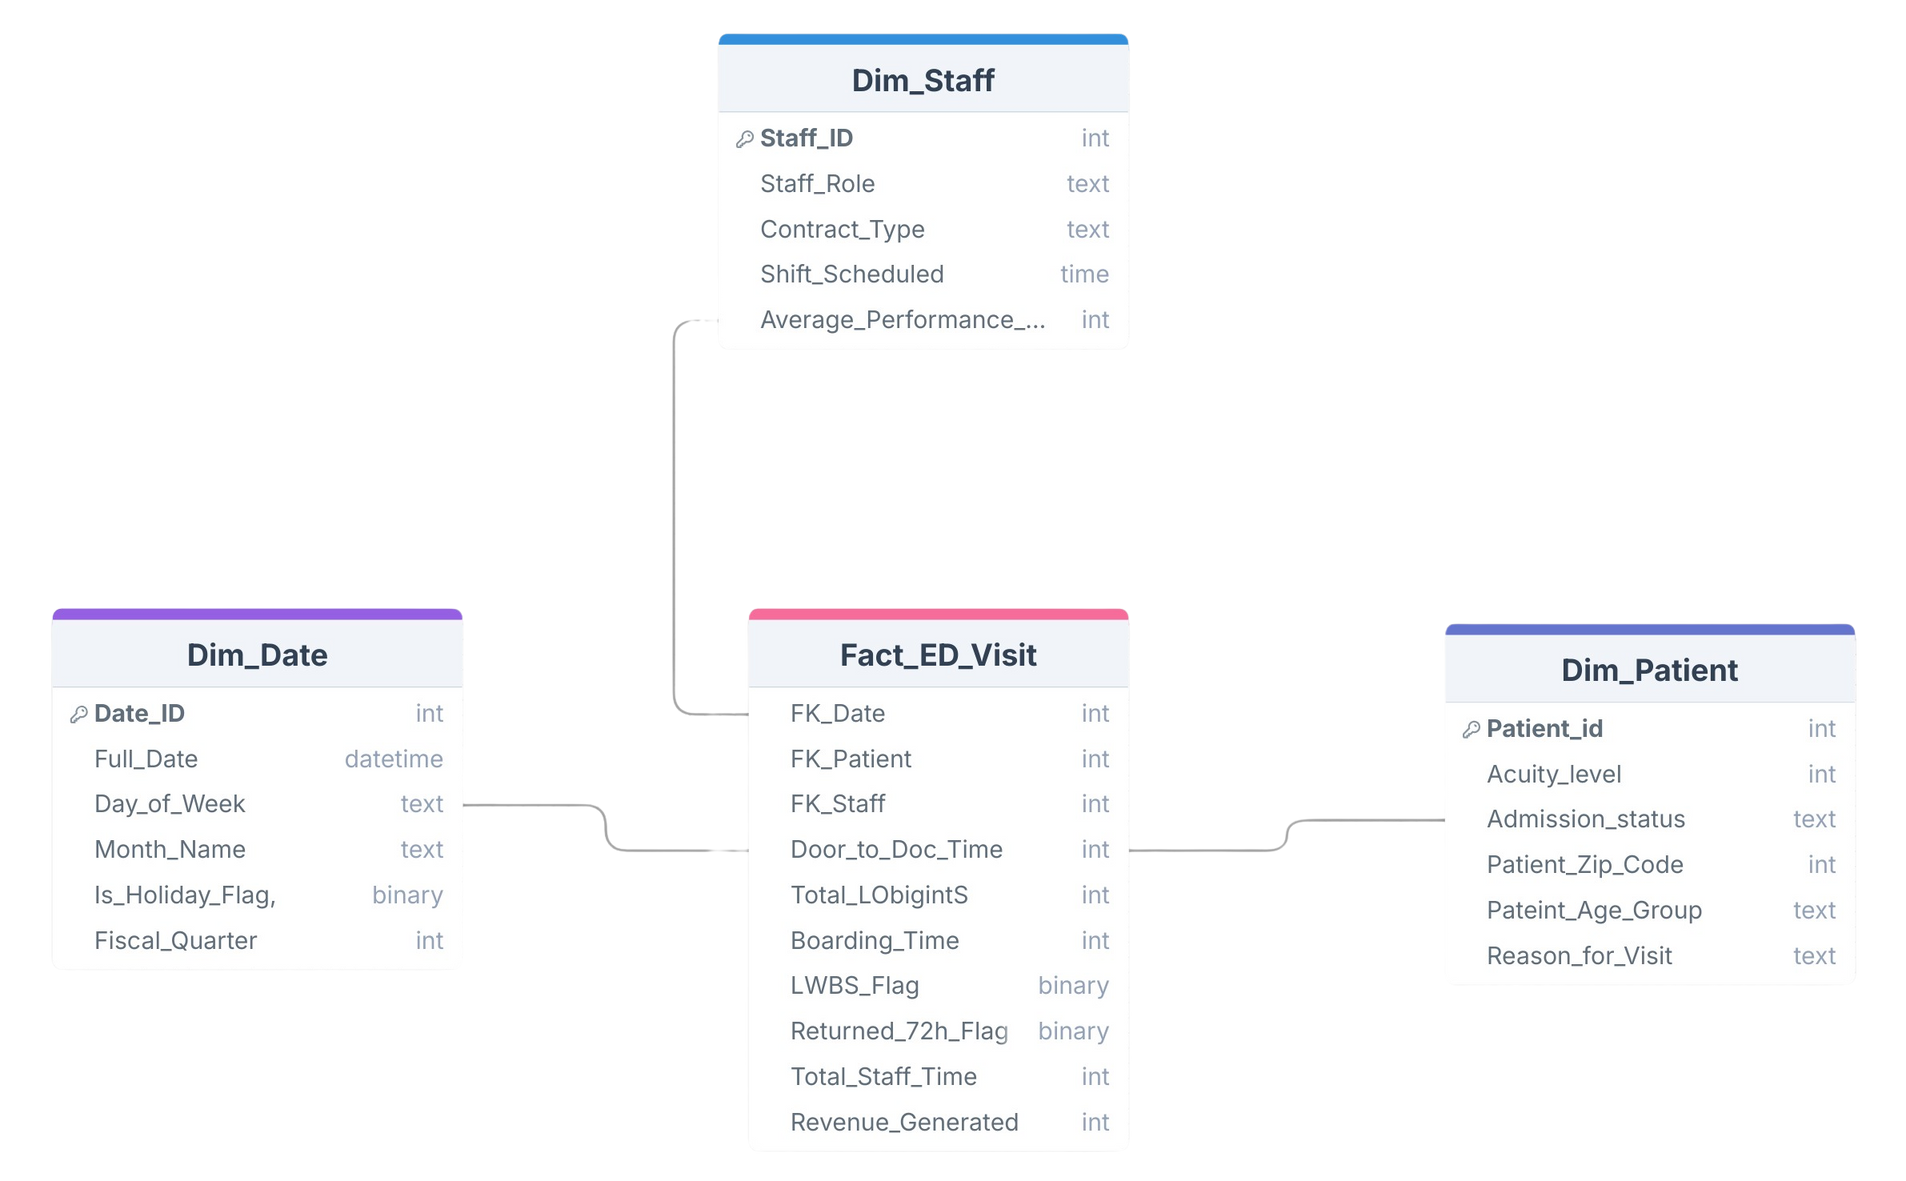 Dim_Staff
Staff_ID int
Staff_Role text
Contract_Type text
Shift_Scheduled time
Average_Performance_... int
Dim_Date
Date_ID int
Full_Date datetime
Day_of_Week text
Month_Name text
Is_Holiday_Flag, binary
Fiscal_Quarter int
Fact_ED_Visit
FK_Date int
FK_Patient int
FK_Staff int
Door_to_Doc_Time int
Total_LObigintS int
Boarding_Time int
LWBS_Flag binary
Returned_72h_Flag binary
Total_Staff_Time int
Revenue_Generated int
Dim_Patient
Patient_id int
Acuity_level int
Admission_status text
Patient_Zip_Code int
Pateint_Age_Group text
Reason_for_Visit text